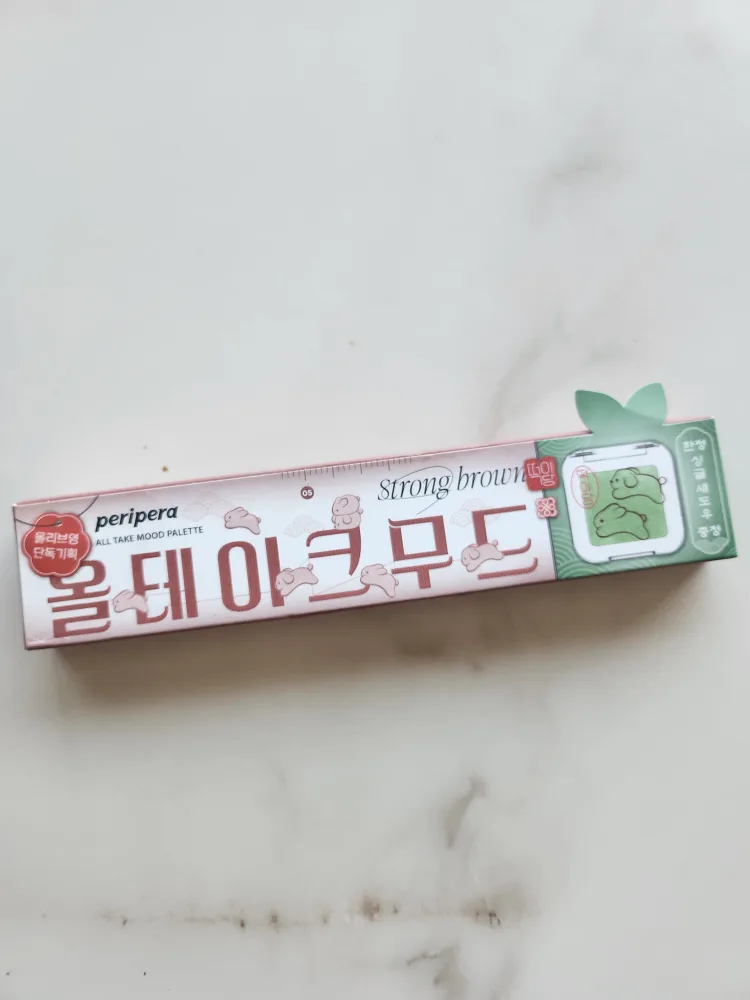 올리브영
단독기획
peripera
ALL TAKE MOOD PALETTE
05
Strong brown
올테이크무드
한정
싱글섀도우
증정